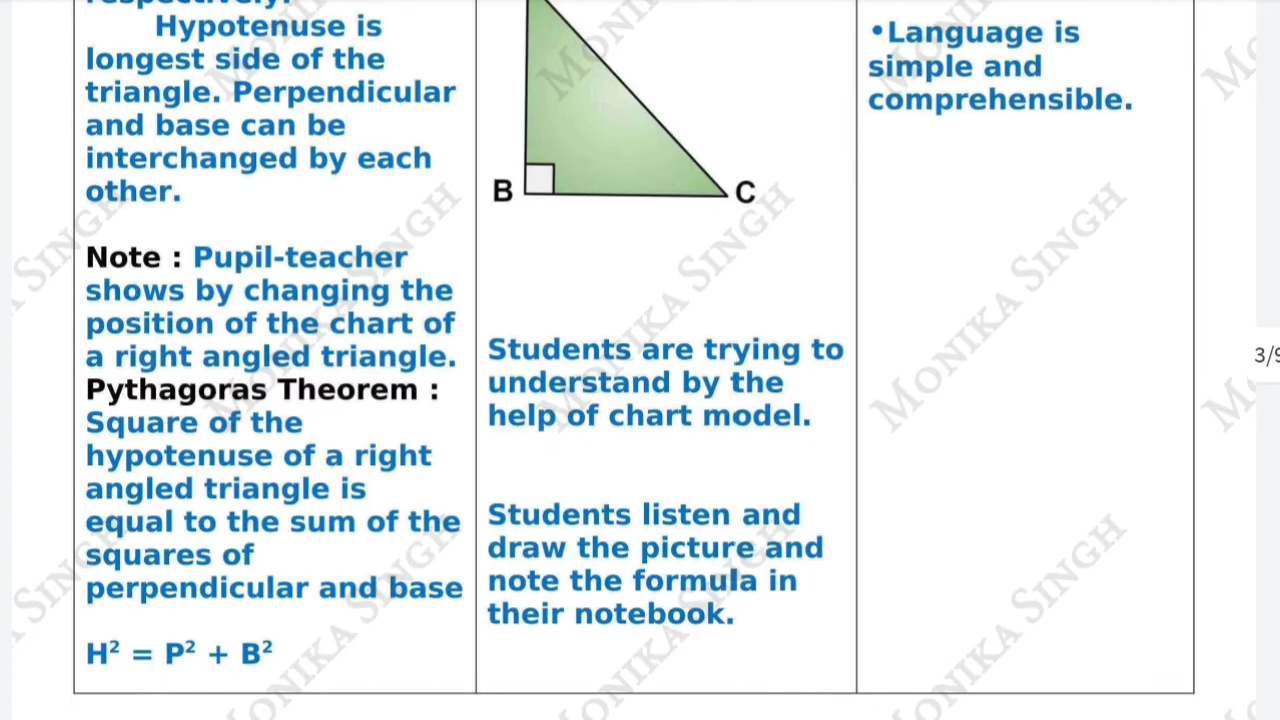 respectively.
Hypotenuse is
longest side of the
triangle. Perpendicular
and base can be
interchanged by each
other.
Note : Pupil-teacher
shows by changing the
position of the chart of
a right angled triangle.
Pythagoras Theorem :
Square of the
hypotenuse of a right
angled triangle is
equal to the sum of the
squares of
perpendicular and base
H² = P² + B²
B
C
Students are trying to
understand by the
help of chart model.
Students listen and
draw the picture and
note the formula in
their notebook.
•Language is
simple and
comprehensible.
3/9
MONIKA SINGH